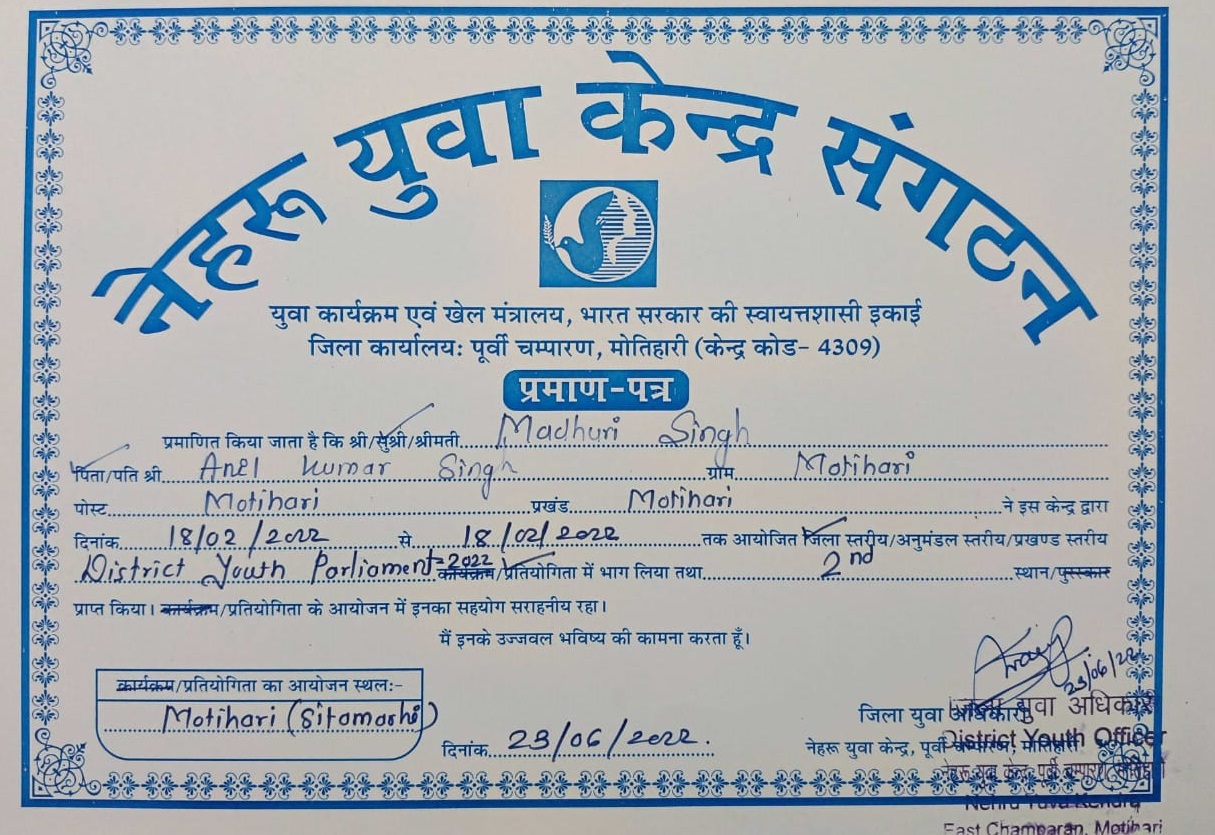 नेहरू युवा केन्द्र संगठन
युवा कार्यक्रम एवं खेल मंत्रालय, भारत सरकार की स्वायत्तशासी इकाई
जिला कार्यालयः पूर्वी चम्पारण, मोतिहारी (केन्द्र कोड- 4309)
प्रमाण-पत्र
प्रमाणित किया जाता है कि श्री/सुश्री/श्रीमती Madhuri Singh
पिता/पति श्री Anil Kumar Singh ग्राम Motihari
पोस्ट Motihari प्रखंड Motihari ने इस केन्द्र द्वारा
दिनांक 18/02/2022 से 18/02/2022 तक आयोजित जिला स्तरीय/अनुमंडल स्तरीय/प्रखण्ड स्तरीय
District Youth Parliament-2022 कार्यक्रम/प्रतियोगिता में भाग लिया तथा 2nd स्थान/पुरस्कार
प्राप्त किया। कार्यक्रम/प्रतियोगिता के आयोजन में इनका सहयोग सराहनीय रहा।
मैं इनके उज्जवल भविष्य की कामना करता हूँ।
कार्यक्रम/प्रतियोगिता का आयोजन स्थलः-
Motihari (Sitamarhi)
दिनांक 23/06/2022.
23/06/22
जिला युवा अधिकारी
नेहरू युवा केन्द्र, पूर्वी चम्पारण, मोतिहारी
जिला युवा अधिकारी
District Youth Officer
नेहरू युवा केन्द्र, पूर्वी चम्पारण
Nehru Yuva Kendra
East Champaran, Motihari